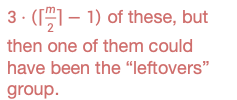 3 · (⌈m/2⌉ − 1) of these, but
then one of them could
have been the “leftovers”
group.